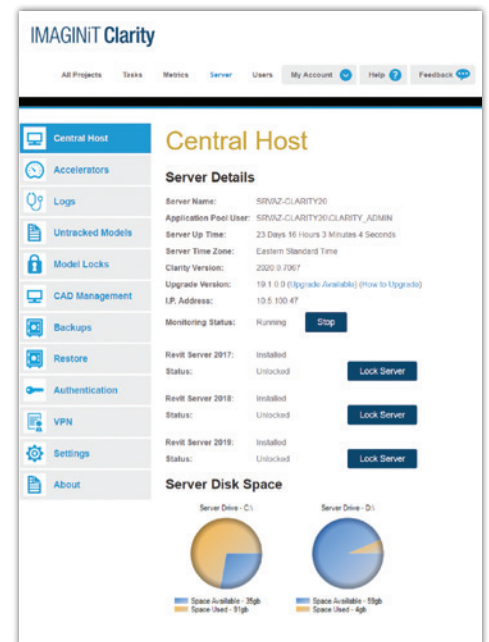 IMAGINiT Clarity
All Projects Tasks Metrics Server Users My Account Help ? Feedback
Central Host
Accelerators
Logs
Untracked Models
Model Locks
CAD Management
Backups
Restore
Authentication
VPN
Settings
About
Central Host
Server Details
Server Name: SRVAZ-CLARITY20
Application Pool User: SRVAZ-CLARITY20\CLARITY_ADMIN
Server Up Time: 23 Days 16 Hours 3 Minutes 4 Seconds
Server Time Zone: Eastern Standard Time
Clarity Version: 2020.0.7067
Upgrade Version: 19.1.0.0 (Upgrade Available) (How to Upgrade)
I.P. Address: 10.5.100.47
Monitoring Status: Running Stop
Revit Server 2017: Installed
Status: Unlocked Lock Server
Revit Server 2018: Installed
Status: Unlocked Lock Server
Revit Server 2019: Installed
Status: Unlocked Lock Server
Server Disk Space
Server Drive - C:\ Server Drive - D:\
Space Available - 35gb Space Available - 59gb
Space Used - 91gb Space Used - 4gb